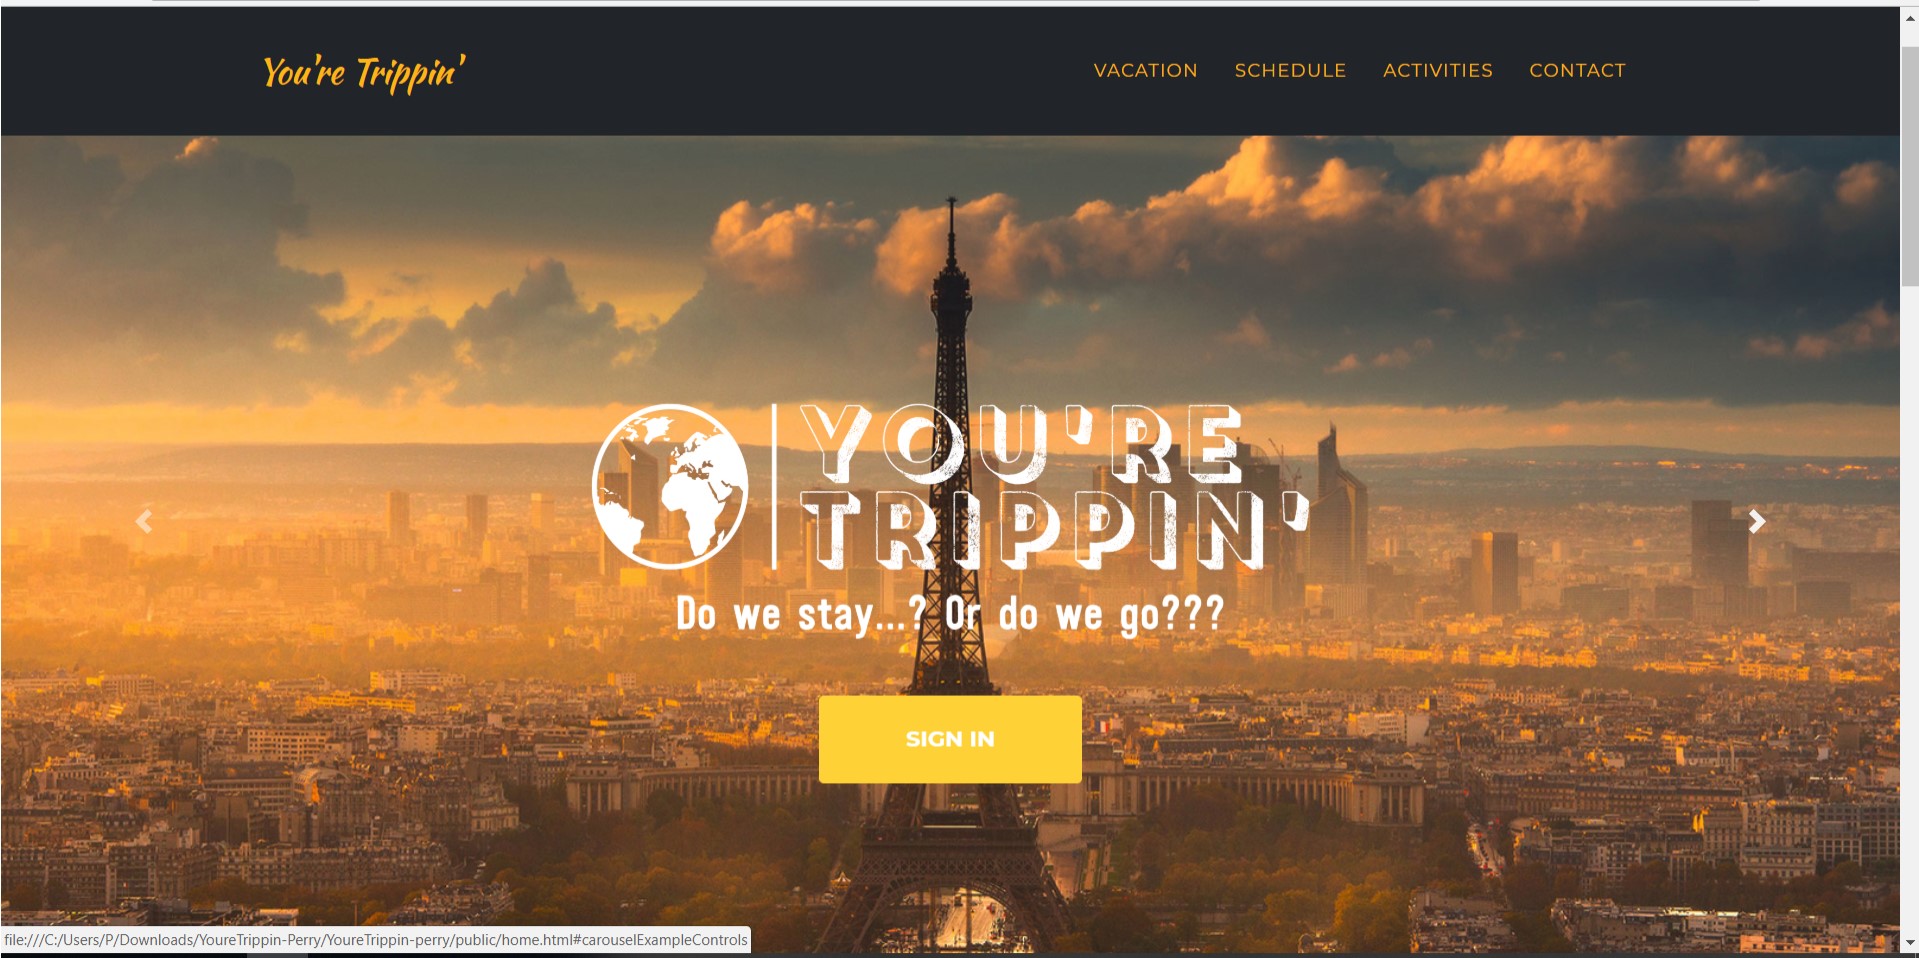 You're Trippin'
VACATION SCHEDULE ACTIVITIES CONTACT
YOU'RE
TRIPPIN'
Do we stay...? Or do we go???
SIGN IN
file:///C:/Users/P/Downloads/YoureTrippin-Perry/YoureTrippin-perry/public/home.html#carouselExampleControls